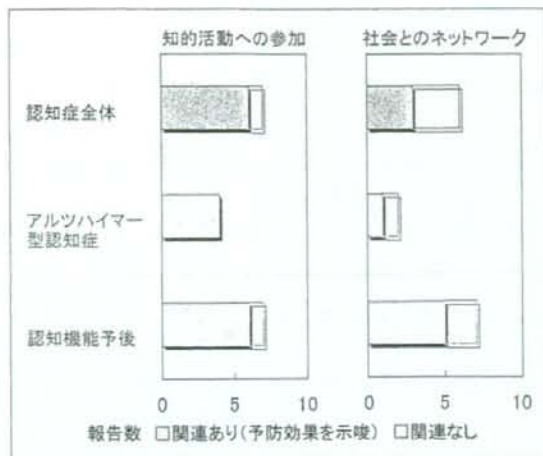 知的活動への参加 社会とのネットワーク
認知症全体
アルツハイマー
型認知症
認知機能予後
0 5 10 0 5 10
報告数 □関連あり(予防効果を示唆) □関連なし